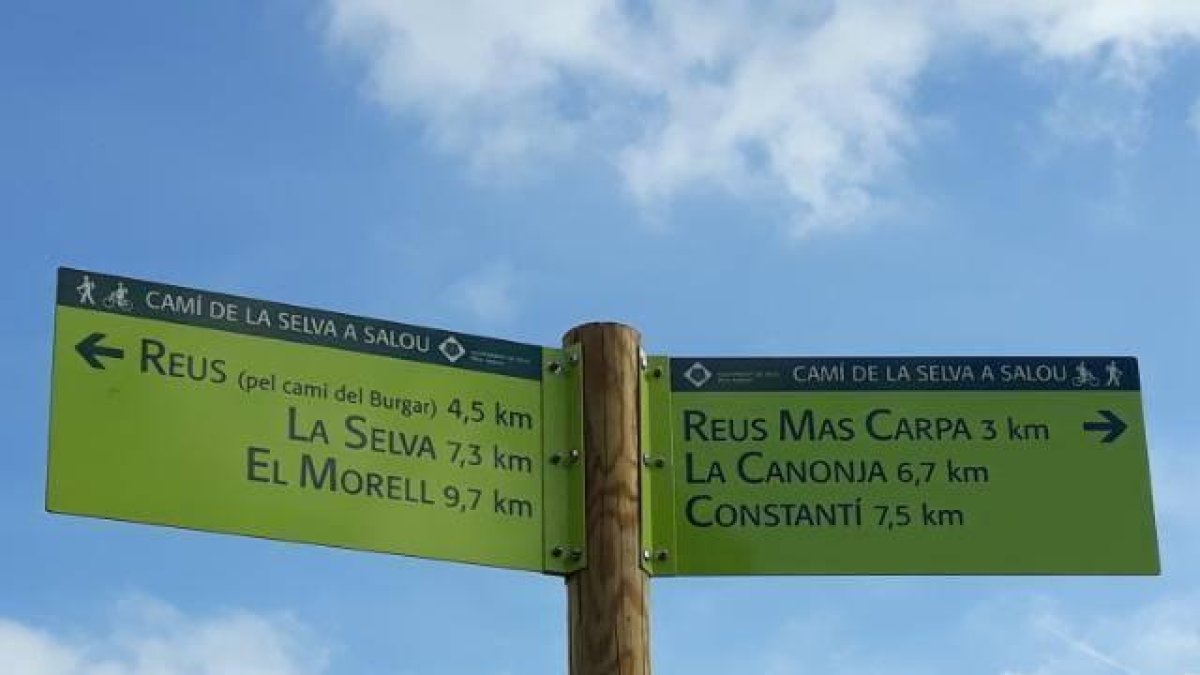 CAMÍ DE LA SELVA A SALOU
REUS (pel camí del Burgar) 4,5 km
LA SELVA 7,3 km
EL MORELL 9,7 km
CAMÍ DE LA SELVA A SALOU
REUS MAS CARPA 3 km
LA CANONJA 6,7 km
CONSTANTÍ 7,5 km